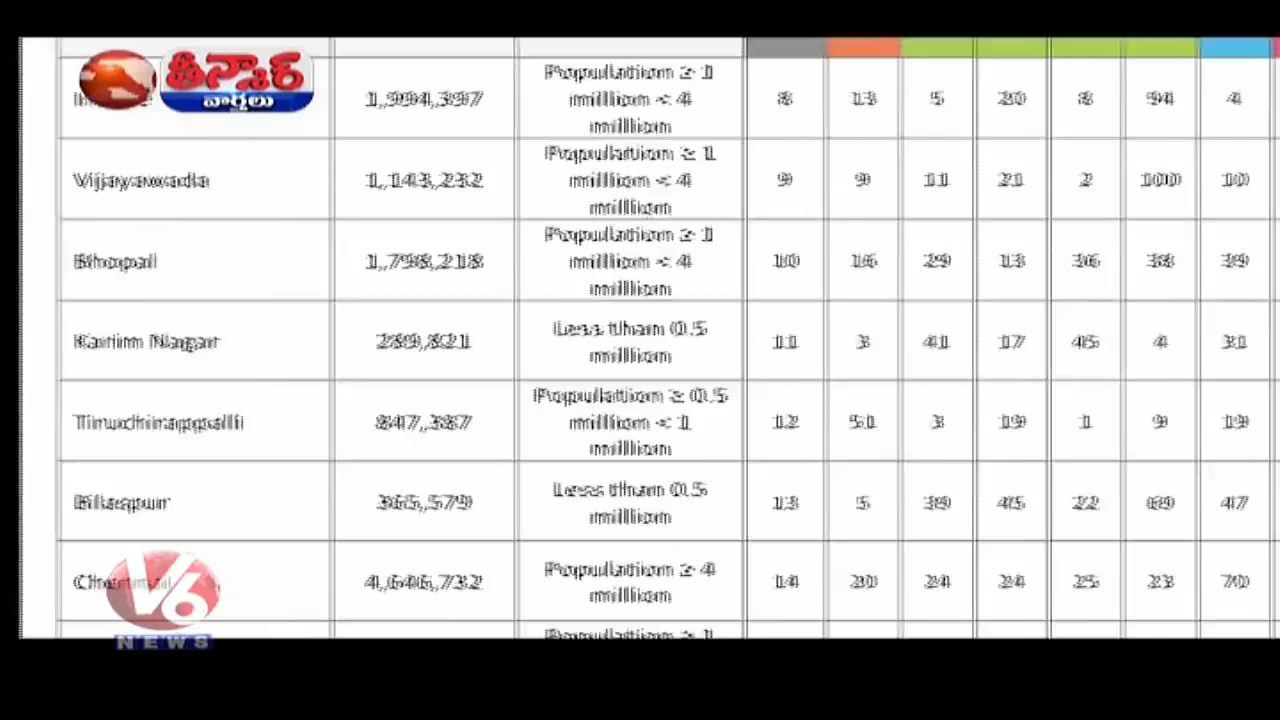 తీన్మార్
వార్తలు
1,994,397 Population ≥ 1 million < 4 million 8 13 5 20 8 94 4
Vijayawada 1,143,232 Population ≥ 1 million < 4 million 9 9 11 21 2 100 10
Bhopal 1,798,218 Population ≥ 1 million < 4 million 10 16 29 13 36 38 39
Karim Nagar 289,821 Less than 0.5 million 11 3 41 17 45 4 31
Tiruchirappalli 847,387 Population ≥ 0.5 million < 1 million 12 51 3 19 1 9 19
Bilaspur 365,579 Less than 0.5 million 13 5 39 45 22 69 47
Chennai 4,646,732 Population ≥ 4 million 14 20 24 24 25 23 70
Population ≥ 1
V6
NEWS